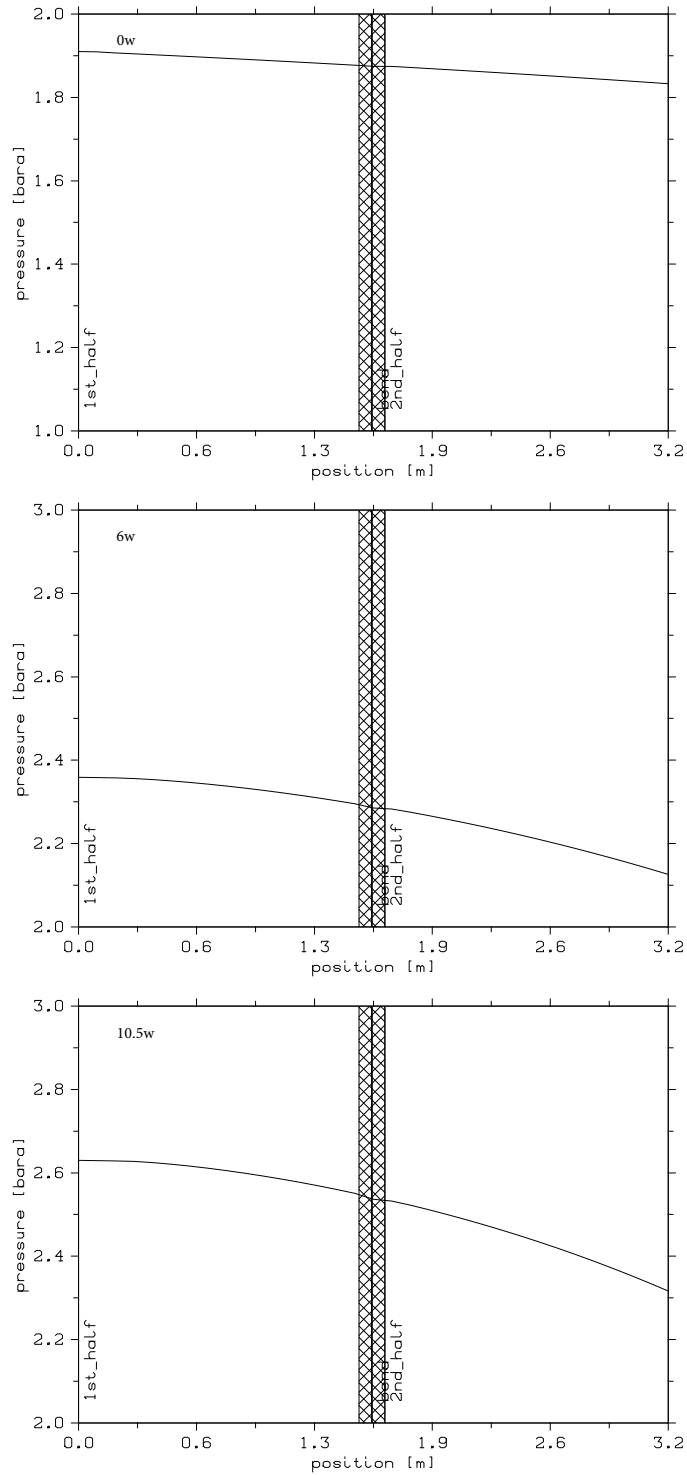 2.0
0w
1.8
1.6
1.4
1.2
1.0
pressure [bara]
1st_half
2nd_half
0.0 0.6 1.3 1.9 2.6 3.2
position [m]
3.0
6w
2.8
2.6
2.4
2.2
2.0
pressure [bara]
1st_half
2nd_half
0.0 0.6 1.3 1.9 2.6 3.2
position [m]
3.0
10.5w
2.8
2.6
2.4
2.2
2.0
pressure [bara]
1st_half
2nd_half
0.0 0.6 1.3 1.9 2.6 3.2
position [m]